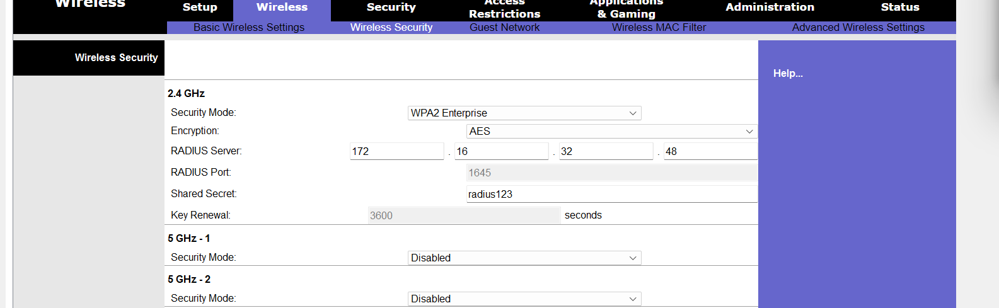 Wireless
Setup Wireless Security Access Restrictions Applications & Gaming Administration Status
Basic Wireless Settings Wireless Security Guest Network Wireless MAC Filter Advanced Wireless Settings
Wireless Security
Help...
2.4 GHz
Security Mode: WPA2 Enterprise
Encryption: AES
RADIUS Server: 172 . 16 . 32 . 48
RADIUS Port: 1645
Shared Secret: radius123
Key Renewal: 3600 seconds
5 GHz - 1
Security Mode: Disabled
5 GHz - 2
Security Mode: Disabled